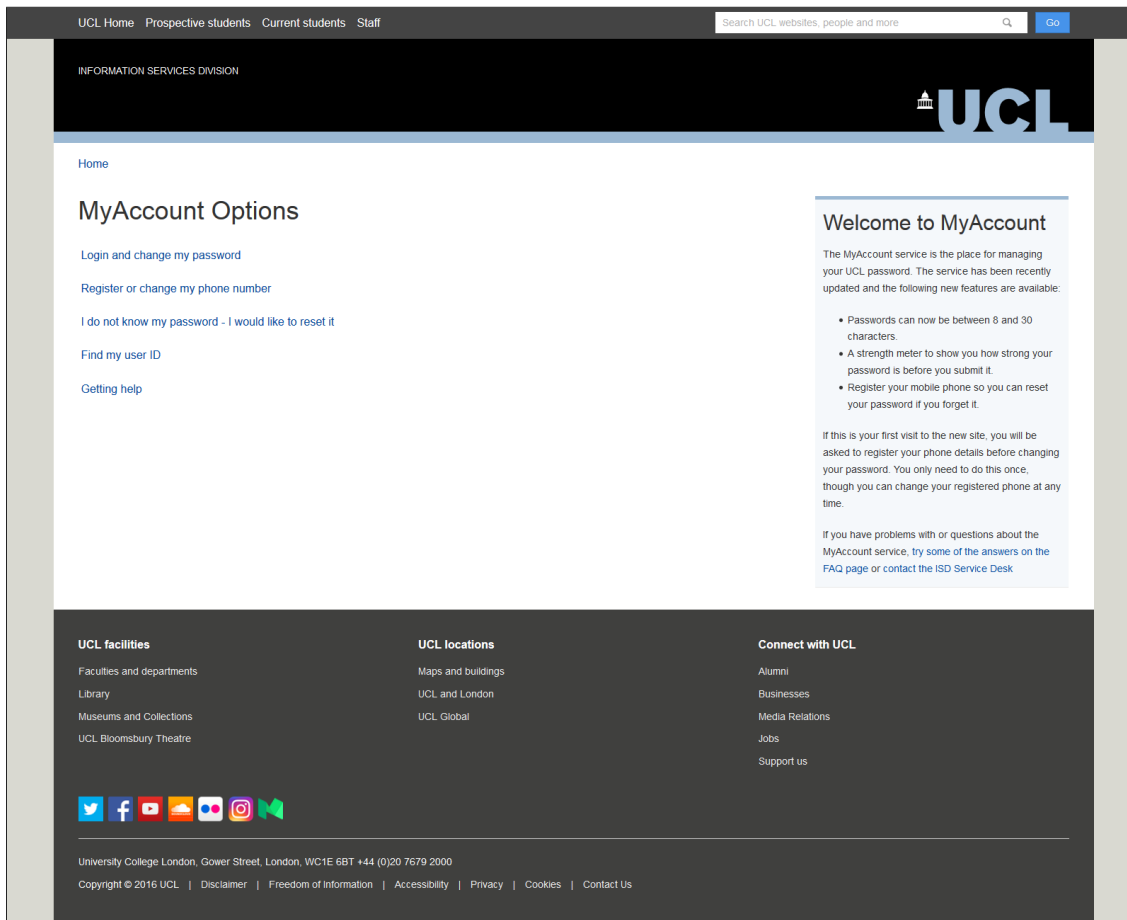 UCL Home Prospective students Current students Staff
Search UCL websites, people and more
Go
INFORMATION SERVICES DIVISION
UCL
Home
MyAccount Options
Login and change my password
Register or change my phone number
I do not know my password - I would like to reset it
Find my user ID
Getting help
Welcome to MyAccount
The MyAccount service is the place for managing
your UCL password. The service has been recently
updated and the following new features are available:
• Passwords can now be between 8 and 30
characters.
• A strength meter to show you how strong your
password is before you submit it.
• Register your mobile phone so you can reset
your password if you forget it.
If this is your first visit to the new site, you will be
asked to register your phone details before changing
your password. You only need to do this once,
though you can change your registered phone at any
time.
If you have problems with or questions about the
MyAccount service, try some of the answers on the
FAQ page or contact the ISD Service Desk
UCL facilities
Faculties and departments
Library
Museums and Collections
UCL Bloomsbury Theatre
UCL locations
Maps and buildings
UCL and London
UCL Global
Connect with UCL
Alumni
Businesses
Media Relations
Jobs
Support us
University College London, Gower Street, London, WC1E 6BT +44 (0)20 7679 2000
Copyright © 2016 UCL | Disclaimer | Freedom of Information | Accessibility | Privacy | Cookies | Contact Us